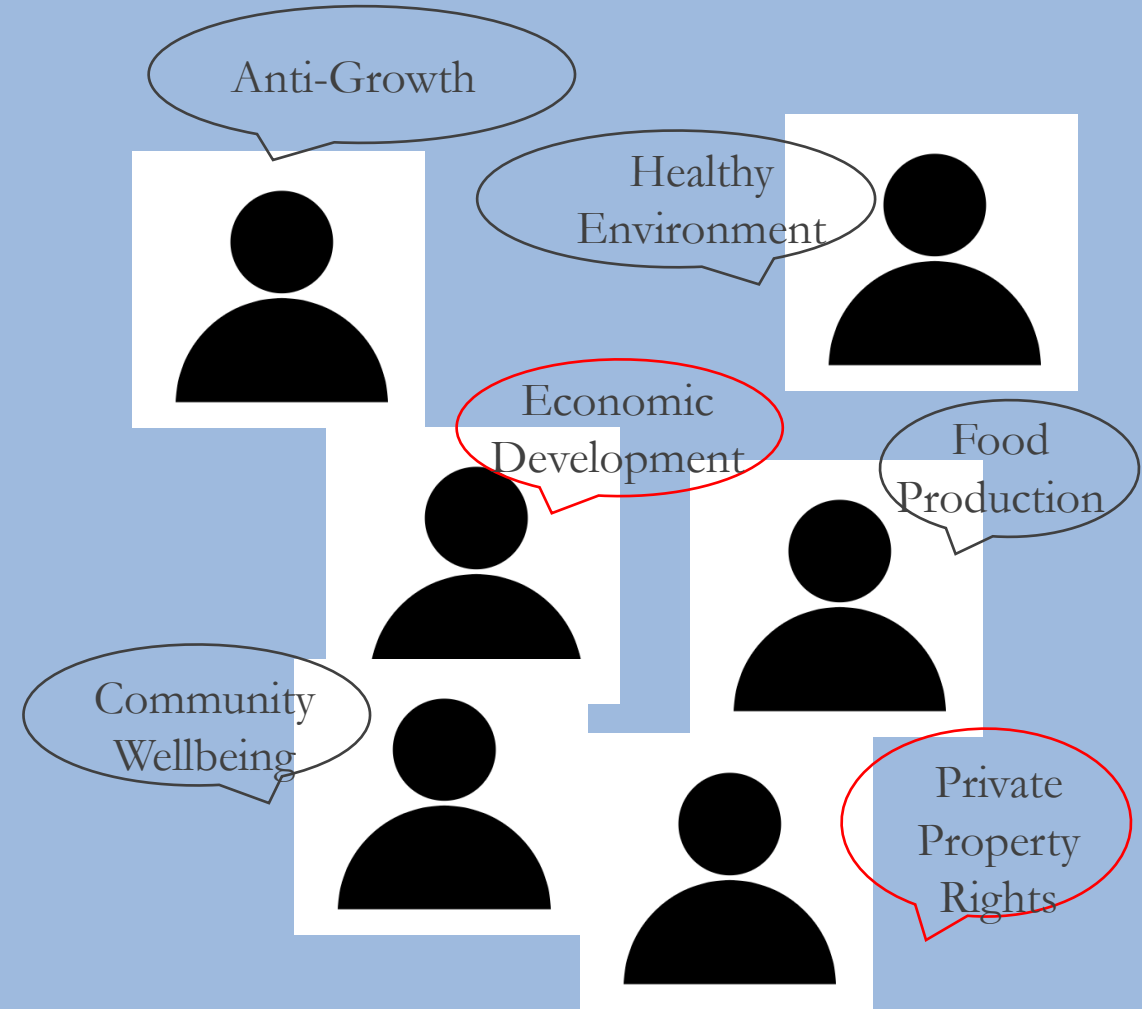 Anti-Growth
Healthy
Environment
Economic
Development
Food
Production
Community
Wellbeing
Private
Property
Rights